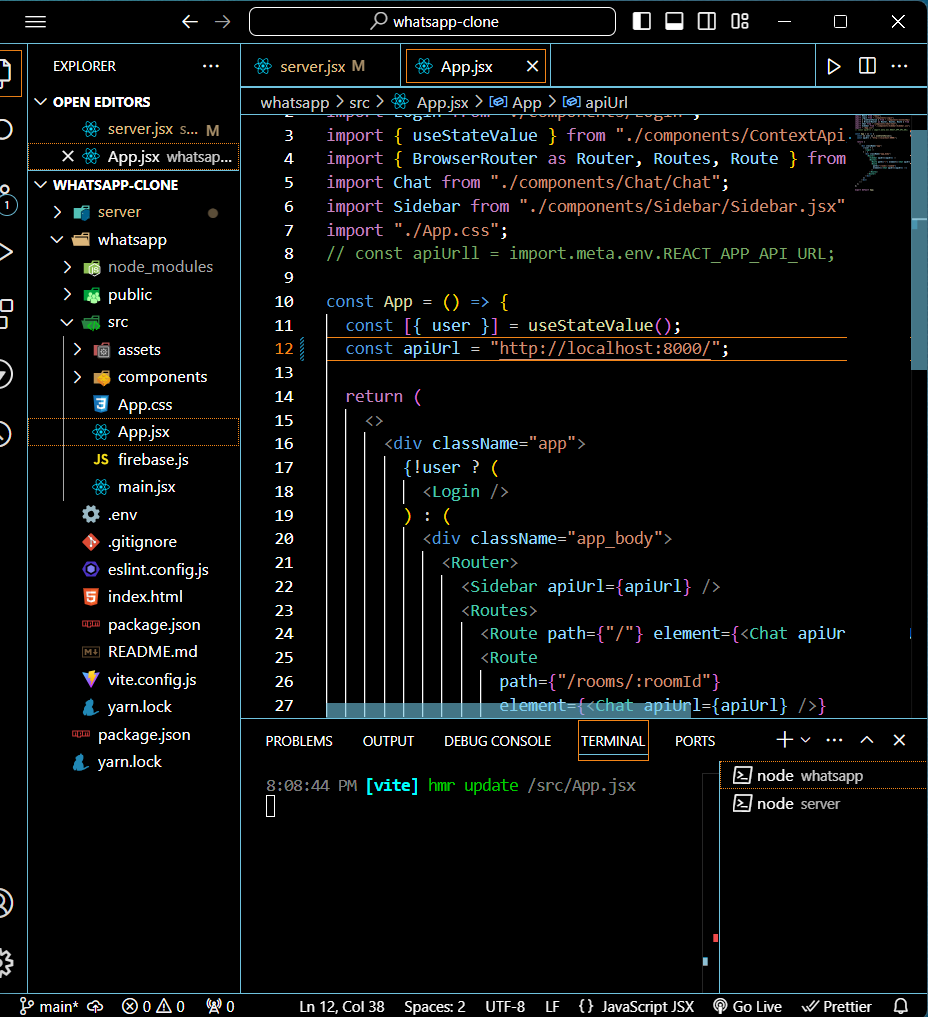 whatsapp-clone
EXPLORER
OPEN EDITORS
server.jsx s... M
App.jsx whatsap...
WHATSAPP-CLONE
server
whatsapp
node_modules
public
src
assets
components
App.css
App.jsx
JS firebase.js
main.jsx
.env
.gitignore
eslint.config.js
index.html
package.json
README.md
vite.config.js
yarn.lock
package.json
yarn.lock
1
server.jsx M
App.jsx
whatsapp > src > App.jsx > App > apiUrl
2 import Login from "./components/Login";
3 import { useStateValue } from "./components/ContextApi
4 import { BrowserRouter as Router, Routes, Route } from
5 import Chat from "./components/Chat/Chat";
6 import Sidebar from "./components/Sidebar/Sidebar.jsx"
7 import "./App.css";
8 // const apiUrll = import.meta.env.REACT_APP_API_URL;
9
10 const App = () => {
11 const [{ user }] = useStateValue();
12 const apiUrl = "http://localhost:8000/";
13
14 return (
15 <>
16 <div className="app">
17 {!user ? (
18 <Login />
19 ) : (
20 <div className="app_body">
21 <Router>
22 <Sidebar apiUrl={apiUrl} />
23 <Routes>
24 <Route path={"/"} element={<Chat apiUr
25 <Route
26 path={"/rooms/:roomId"}
27 element={<Chat apiUrl={apiUrl} />}
PROBLEMS OUTPUT DEBUG CONSOLE TERMINAL PORTS
8:08:44 PM [vite] hmr update /src/App.jsx
node whatsapp
node server
main* 0 0 0 Ln 12, Col 38 Spaces: 2 UTF-8 LF {} JavaScript JSX Go Live Prettier